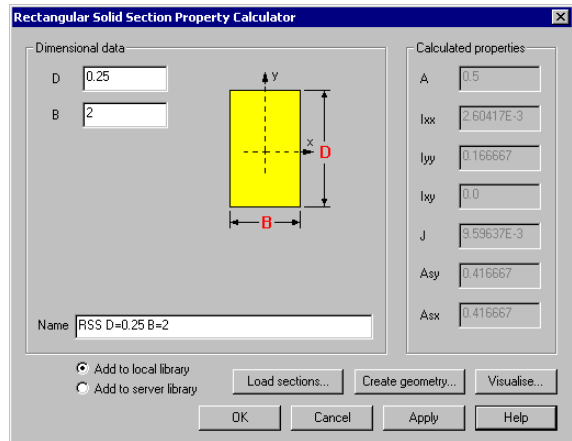 Rectangular Solid Section Property Calculator
Dimensional data
D 0.25
B 2
y
x
D
B
Name RSS D=0.25 B=2
Calculated properties
A 0.5
Ixx 2.60417E-3
Iyy 0.166667
Ixy 0.0
J 9.59637E-3
Asy 0.416667
Asx 0.416667
Add to local library
Add to server library
Load sections... Create geometry... Visualise...
OK Cancel Apply Help